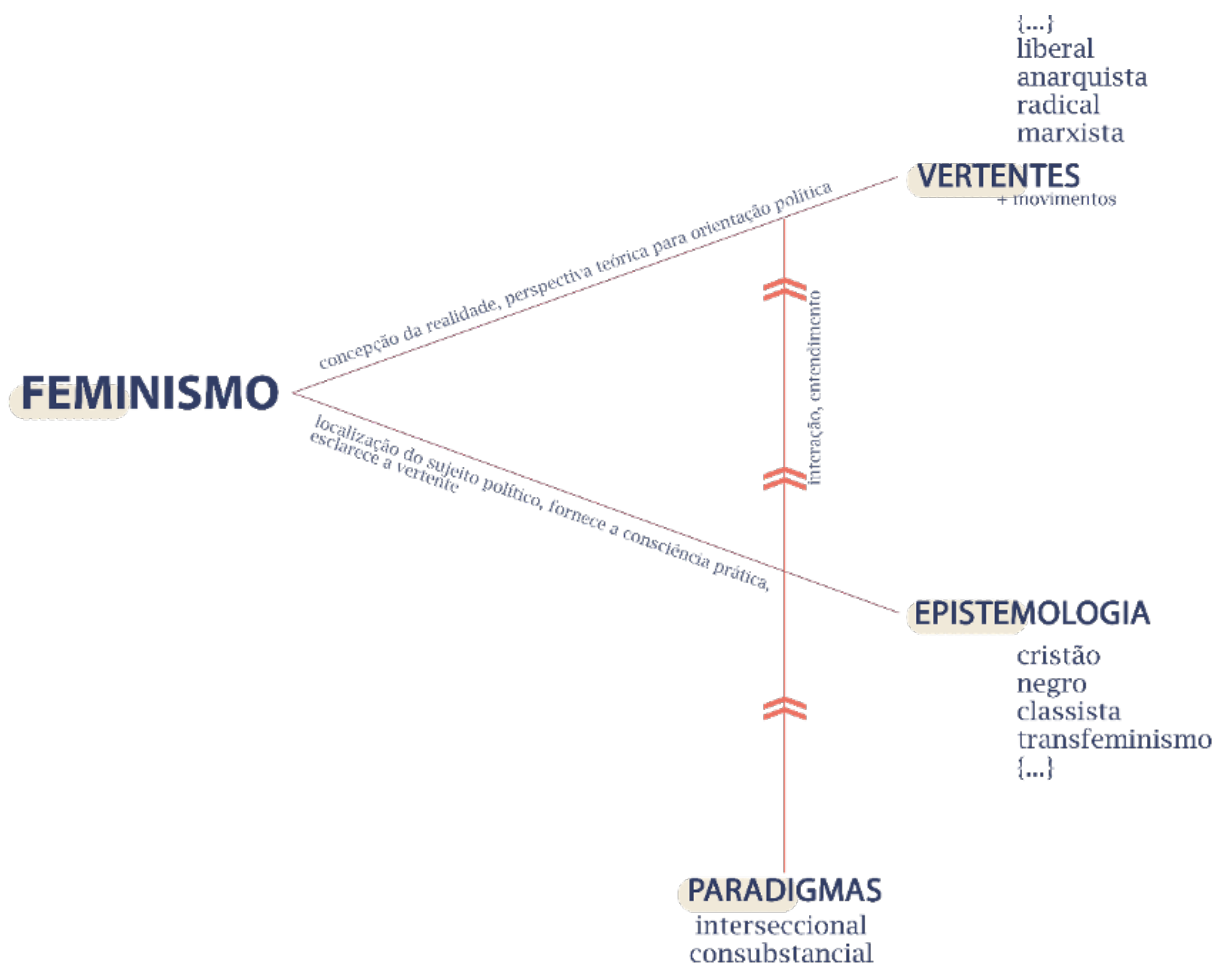 {...}
liberal
anarquista
radical
marxista
VERTENTES
+ movimentos
concepção da realidade, perspectiva teórica para orientação política
interação, entendimento
FEMINISMO
localização do sujeito político, fornece a consciência prática,
esclarece a vertente
EPISTEMOLOGIA
cristão
negro
classista
transfeminismo
{...}
PARADIGMAS
interseccional
consubstancial